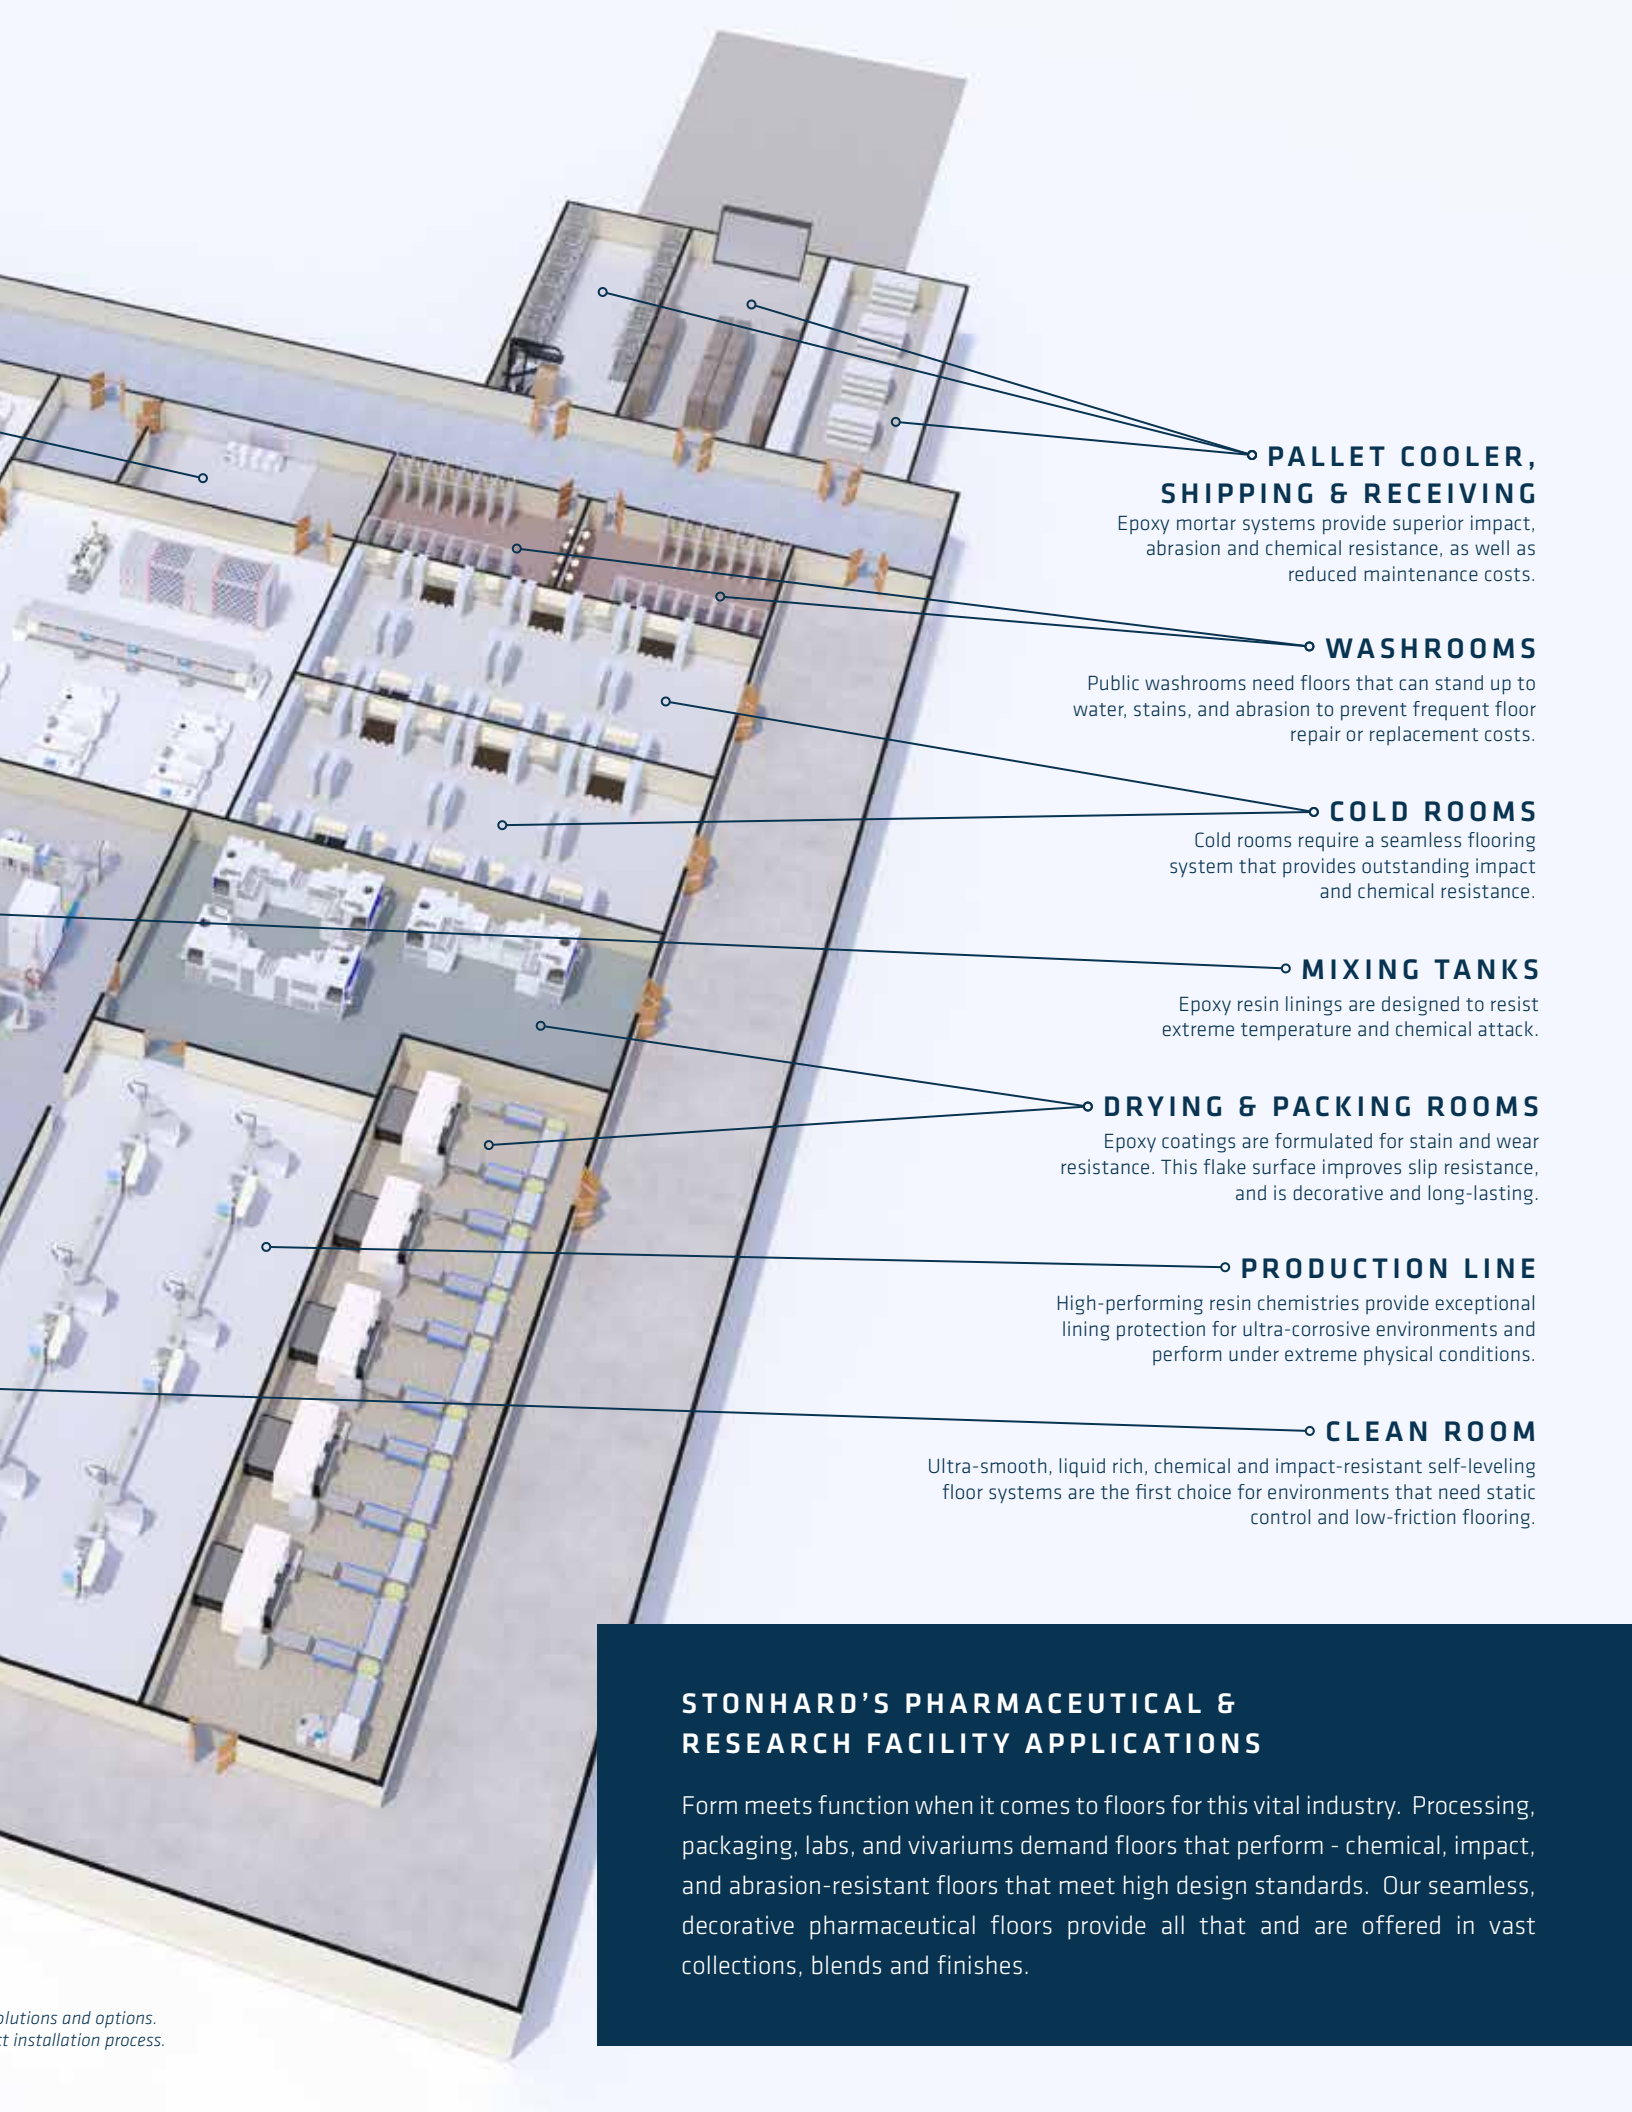 PALLET COOLER,
SHIPPING & RECEIVING
Epoxy mortar systems provide superior impact,
abrasion and chemical resistance, as well as
reduced maintenance costs.
WASHROOMS
Public washrooms need floors that can stand up to
water, stains, and abrasion to prevent frequent floor
repair or replacement costs.
COLD ROOMS
Cold rooms require a seamless flooring
system that provides outstanding impact
and chemical resistance.
MIXING TANKS
Epoxy resin linings are designed to resist
extreme temperature and chemical attack.
DRYING & PACKING ROOMS
Epoxy coatings are formulated for stain and wear
resistance. This flake surface improves slip resistance,
and is decorative and long-lasting.
PRODUCTION LINE
High-performing resin chemistries provide exceptional
lining protection for ultra-corrosive environments and
perform under extreme physical conditions.
CLEAN ROOM
Ultra-smooth, liquid rich, chemical and impact-resistant self-leveling
floor systems are the first choice for environments that need static
control and low-friction flooring.
STONHARD'S PHARMACEUTICAL &
RESEARCH FACILITY APPLICATIONS
Form meets function when it comes to floors for this vital industry. Processing,
packaging, labs, and vivariums demand floors that perform - chemical, impact,
and abrasion-resistant floors that meet high design standards. Our seamless,
decorative pharmaceutical floors provide all that and are offered in vast
collections, blends and finishes.
olutions and options.
ct installation process.